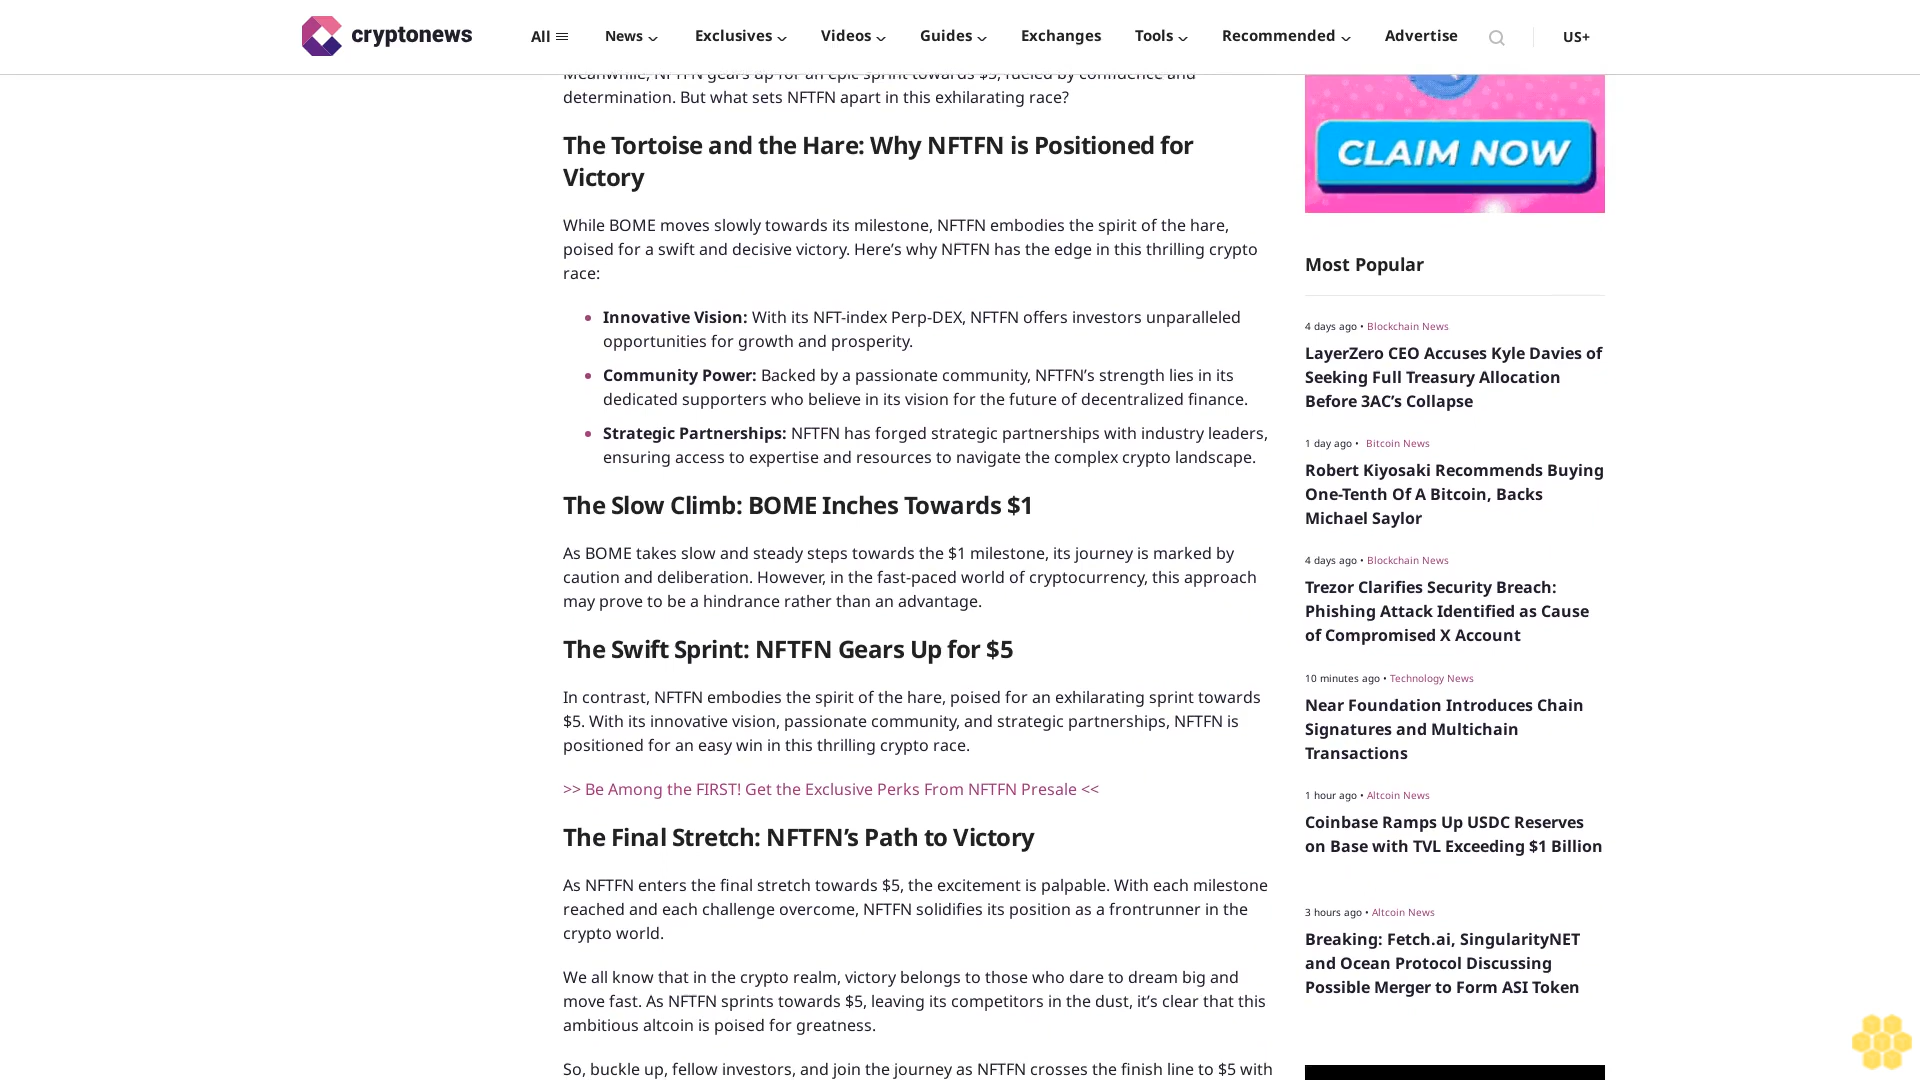 cryptonews
All
News
Exclusives
Videos
Guides
Exchanges
Tools
Recommended
Advertise
US+
Meanwhile, NFTFN gears up for an epic sprint towards $5, fueled by confidence and
determination. But what sets NFTFN apart in this exhilarating race?
The Tortoise and the Hare: Why NFTFN is Positioned for
Victory
While BOME moves slowly towards its milestone, NFTFN embodies the spirit of the hare,
poised for a swift and decisive victory. Here’s why NFTFN has the edge in this thrilling crypto
race:
Innovative Vision: With its NFT-index Perp-DEX, NFTFN offers investors unparalleled
opportunities for growth and prosperity.
Community Power: Backed by a passionate community, NFTFN’s strength lies in its
dedicated supporters who believe in its vision for the future of decentralized finance.
Strategic Partnerships: NFTFN has forged strategic partnerships with industry leaders,
ensuring access to expertise and resources to navigate the complex crypto landscape.
The Slow Climb: BOME Inches Towards $1
As BOME takes slow and steady steps towards the $1 milestone, its journey is marked by
caution and deliberation. However, in the fast-paced world of cryptocurrency, this approach
may prove to be a hindrance rather than an advantage.
The Swift Sprint: NFTFN Gears Up for $5
In contrast, NFTFN embodies the spirit of the hare, poised for an exhilarating sprint towards
$5. With its innovative vision, passionate community, and strategic partnerships, NFTFN is
positioned for an easy win in this thrilling crypto race.
>> Be Among the FIRST! Get the Exclusive Perks From NFTFN Presale <<
The Final Stretch: NFTFN’s Path to Victory
As NFTFN enters the final stretch towards $5, the excitement is palpable. With each milestone
reached and each challenge overcome, NFTFN solidifies its position as a frontrunner in the
crypto world.
We all know that in the crypto realm, victory belongs to those who dare to dream big and
move fast. As NFTFN sprints towards $5, leaving its competitors in the dust, it’s clear that this
ambitious altcoin is poised for greatness.
So, buckle up, fellow investors, and join the journey as NFTFN crosses the finish line to $5 with
CLAIM NOW
Most Popular
4 days ago • Blockchain News
LayerZero CEO Accuses Kyle Davies of
Seeking Full Treasury Allocation
Before 3AC’s Collapse
1 day ago • Bitcoin News
Robert Kiyosaki Recommends Buying
One-Tenth Of A Bitcoin, Backs
Michael Saylor
4 days ago • Blockchain News
Trezor Clarifies Security Breach:
Phishing Attack Identified as Cause
of Compromised X Account
10 minutes ago • Technology News
Near Foundation Introduces Chain
Signatures and Multichain
Transactions
1 hour ago • Altcoin News
Coinbase Ramps Up USDC Reserves
on Base with TVL Exceeding $1 Billion
3 hours ago • Altcoin News
Breaking: Fetch.ai, SingularityNET
and Ocean Protocol Discussing
Possible Merger to Form ASI Token